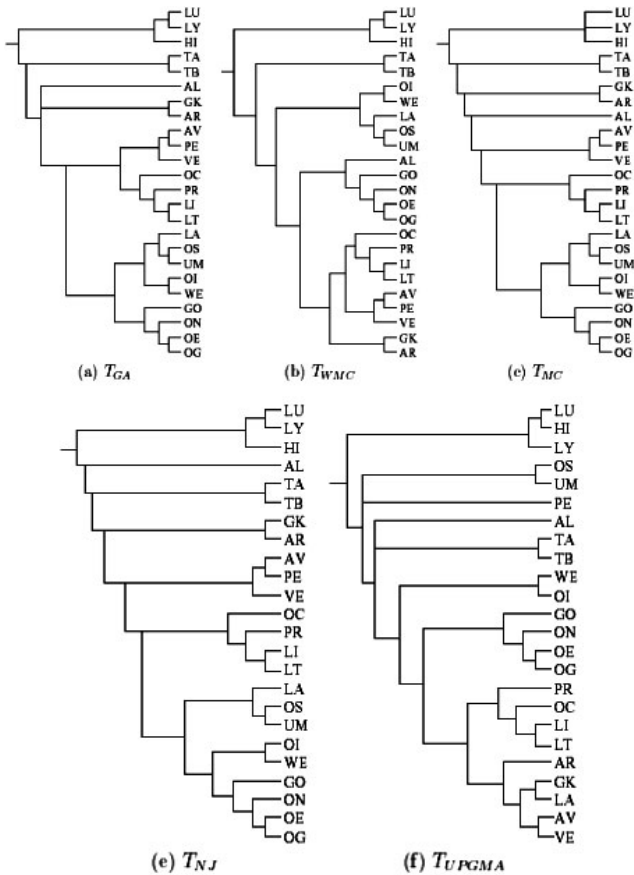 LU
LY
HI
TA
TB
AL
GK
AR
AV
PE
VE
OC
PR
LI
LT
LA
OS
UM
OI
WE
GO
ON
OE
OG
(a) T_GA
LU
LY
HI
TA
TB
OI
WE
LA
OS
UM
AL
GO
ON
OE
OG
OC
PR
LI
LT
AV
PE
VE
GK
AR
(b) T_WMC
LU
LY
HI
TA
TB
GK
AR
AL
AV
PE
VE
OC
PR
LI
LT
LA
OS
UM
OI
WE
GO
ON
OE
OG
(c) T_MC
LU
LY
HI
AL
TA
TB
GK
AR
AV
PE
VE
OC
PR
LI
LT
LA
OS
UM
OI
WE
GO
ON
OE
OG
(e) T_NJ
LU
HI
LY
OS
UM
PE
AL
TA
TB
WE
OI
GO
ON
OE
OG
PR
OC
LI
LT
AR
GK
LA
AV
VE
(f) T_UPGMA